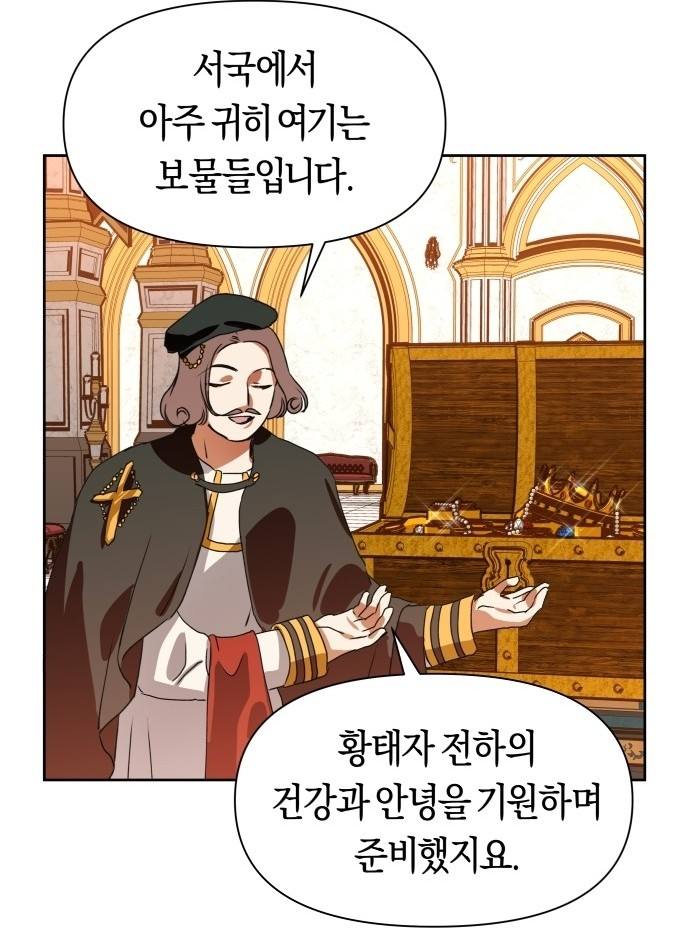 서국에서
아주 귀히 여기는
보물들입니다.
황태자 전하의
건강과 안녕을 기원하며
준비했지요.